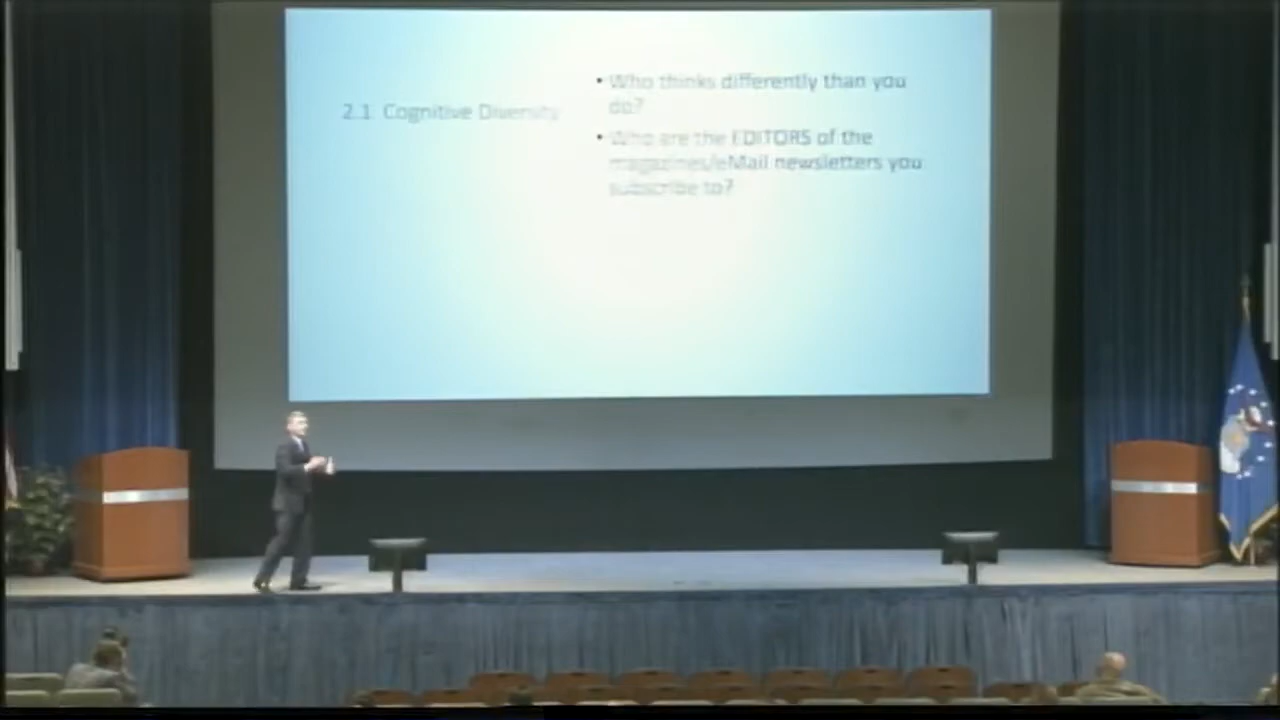 2.1 Cognitive Diversity
• Who thinks differently than you
do?
• Who are the EDITORS of the
magazines/eMail newsletters you
subscribe to?